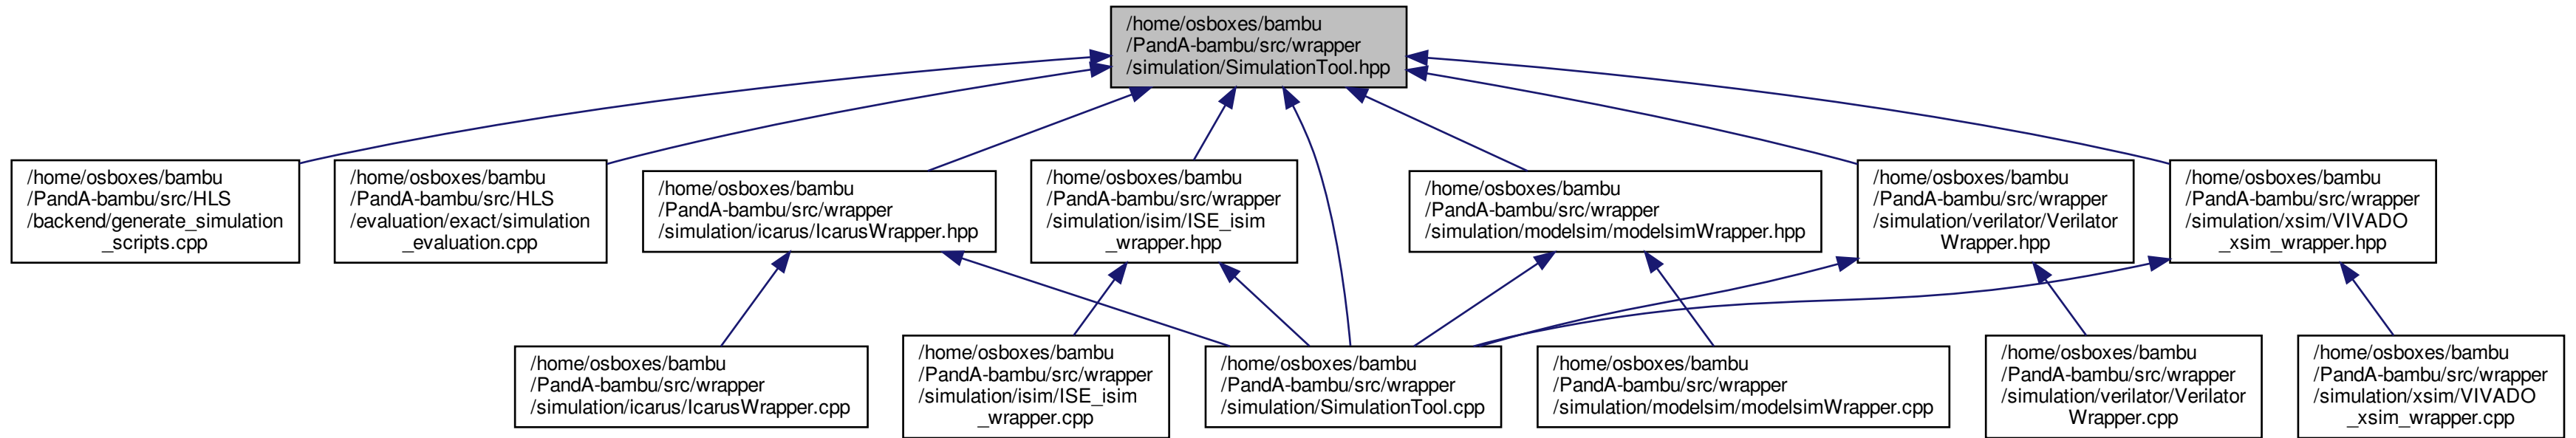 /home/osboxes/bambu
/PandA-bambu/src/wrapper
/simulation/SimulationTool.hpp
/home/osboxes/bambu
/PandA-bambu/src/HLS
/backend/generate_simulation
_scripts.cpp
/home/osboxes/bambu
/PandA-bambu/src/HLS
/evaluation/exact/simulation
_evaluation.cpp
/home/osboxes/bambu
/PandA-bambu/src/wrapper
/simulation/icarus/IcarusWrapper.hpp
/home/osboxes/bambu
/PandA-bambu/src/wrapper
/simulation/isim/ISE_isim
_wrapper.hpp
/home/osboxes/bambu
/PandA-bambu/src/wrapper
/simulation/modelsim/modelsimWrapper.hpp
/home/osboxes/bambu
/PandA-bambu/src/wrapper
/simulation/verilator/Verilator
Wrapper.hpp
/home/osboxes/bambu
/PandA-bambu/src/wrapper
/simulation/xsim/VIVADO
_xsim_wrapper.hpp
/home/osboxes/bambu
/PandA-bambu/src/wrapper
/simulation/icarus/IcarusWrapper.cpp
/home/osboxes/bambu
/PandA-bambu/src/wrapper
/simulation/isim/ISE_isim
_wrapper.cpp
/home/osboxes/bambu
/PandA-bambu/src/wrapper
/simulation/SimulationTool.cpp
/home/osboxes/bambu
/PandA-bambu/src/wrapper
/simulation/modelsim/modelsimWrapper.cpp
/home/osboxes/bambu
/PandA-bambu/src/wrapper
/simulation/verilator/Verilator
Wrapper.cpp
/home/osboxes/bambu
/PandA-bambu/src/wrapper
/simulation/xsim/VIVADO
_xsim_wrapper.cpp